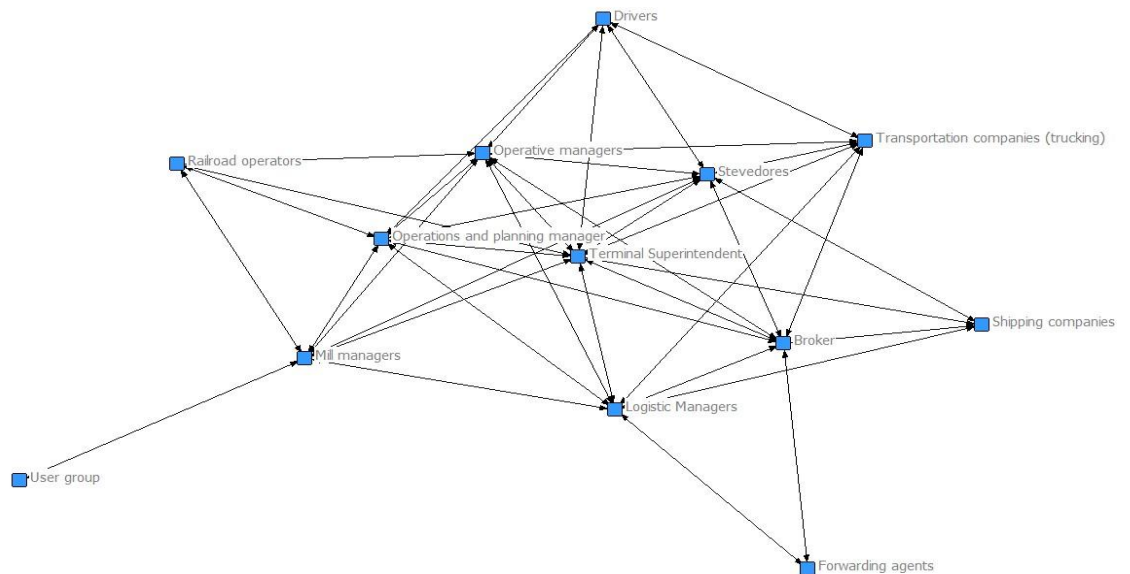 Drivers
Transportation companies (trucking)
Operative managers
Railroad operators
Stevedores
Operations and planning manager
Terminal Superintendent
Shipping companies
Broker
Mill managers
Logistic Managers
User group
Forwarding agents